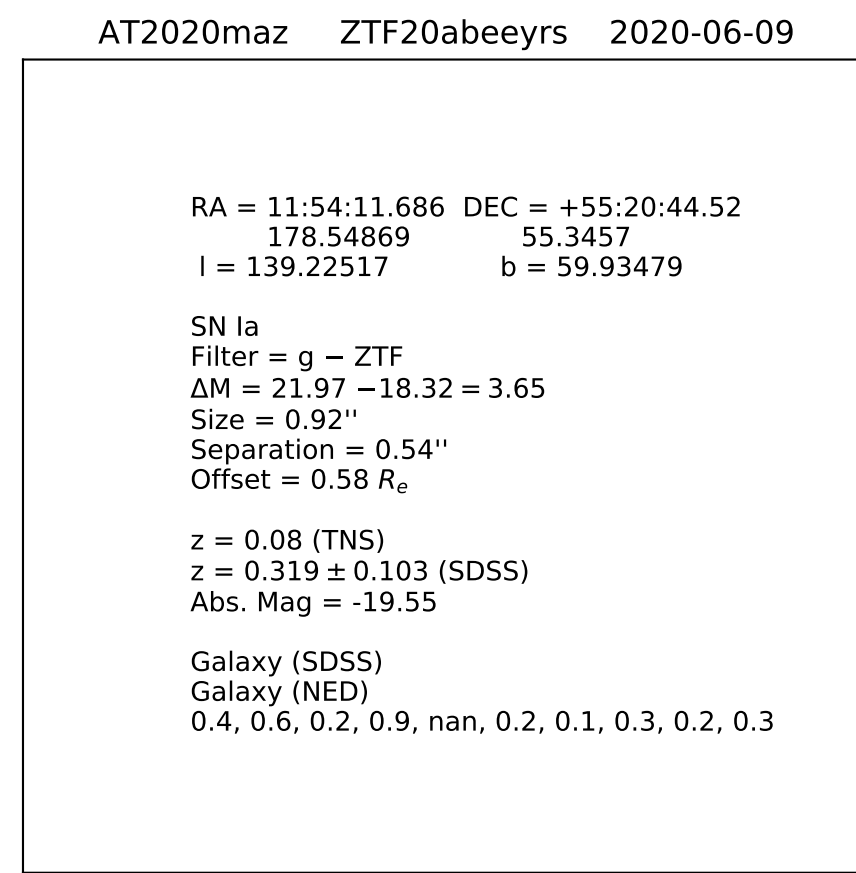 AT2020maz ZTF20abeeyrs 2020-06-09
RA = 11:54:11.686 DEC = +55:20:44.52
178.54869 55.3457
l = 139.22517 b = 59.93479
SN Ia
Filter = g − ZTF
ΔM = 21.97 −18.32 = 3.65
Size = 0.92''
Separation = 0.54''
Offset = 0.58 Rₑ
z = 0.08 (TNS)
z = 0.319 ± 0.103 (SDSS)
Abs. Mag = -19.55
Galaxy (SDSS)
Galaxy (NED)
0.4, 0.6, 0.2, 0.9, nan, 0.2, 0.1, 0.3, 0.2, 0.3